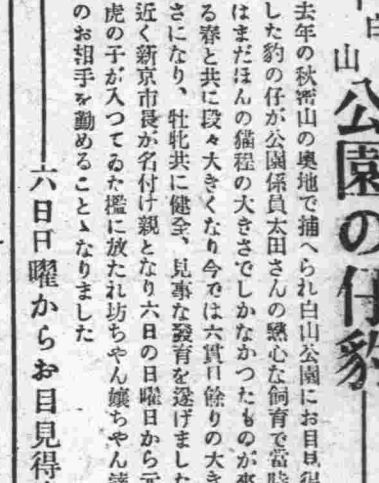 白山
公園の仔豹
去年の秋密山の奥地で捕へられ白山公園にお目見得
した豹の仔が公園係員太田さんの熱心な飼育で當時
はまだほんの猫程の大きさでしかなかつたものが來
る春と共に段々大きくなり今では六貫目餘りの大き
さになり、牡牝共に健全、見事な發育を遂げました
近く新京市長が名付け親となり六日の日曜日から元
虎の子が入つてゐた檻に放たれ坊ちやん孃ちやん達
のお相手を勤めることゝなりました
六日日曜からお目見得